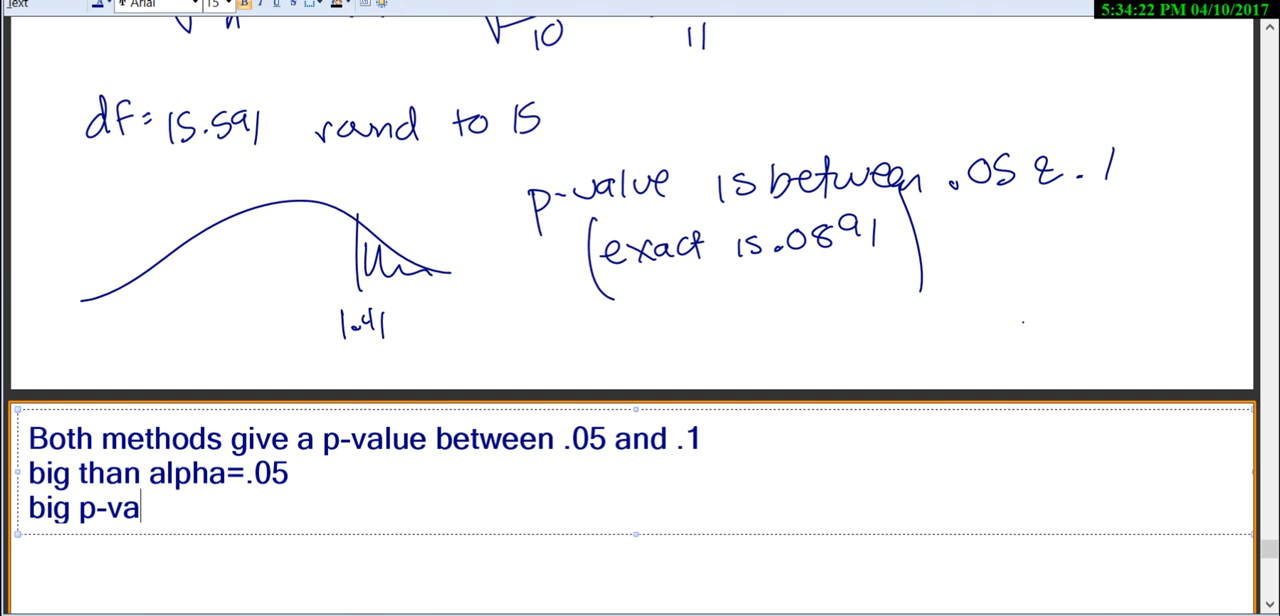 Text
Arial
15
B I U S
5:34:22 PM 04/10/2017
n
10
11
df = 15.591 round to 15
p-value is between .05 & .1
(exact is .0891)
1.41
Both methods give a p-value between .05 and .1
big than alpha=.05
big p-va